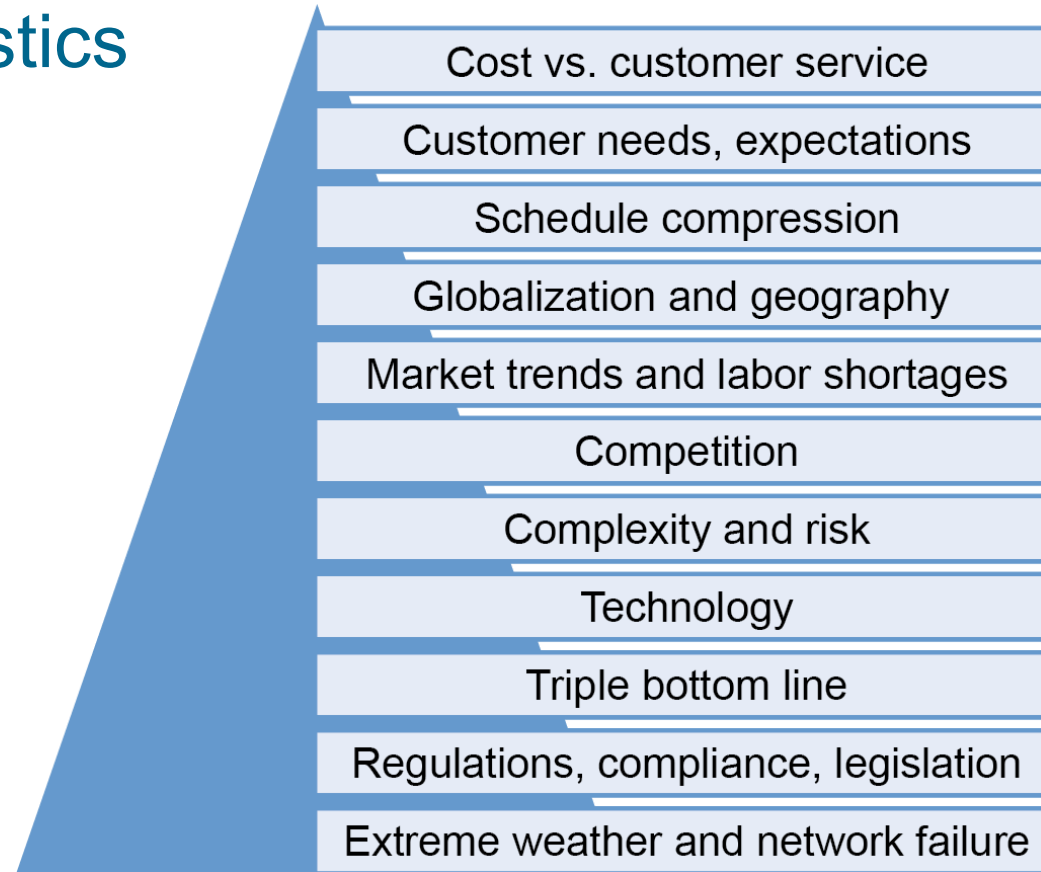 stics
Cost vs. customer service
Customer needs, expectations
Schedule compression
Globalization and geography
Market trends and labor shortages
Competition
Complexity and risk
Technology
Triple bottom line
Regulations, compliance, legislation
Extreme weather and network failure